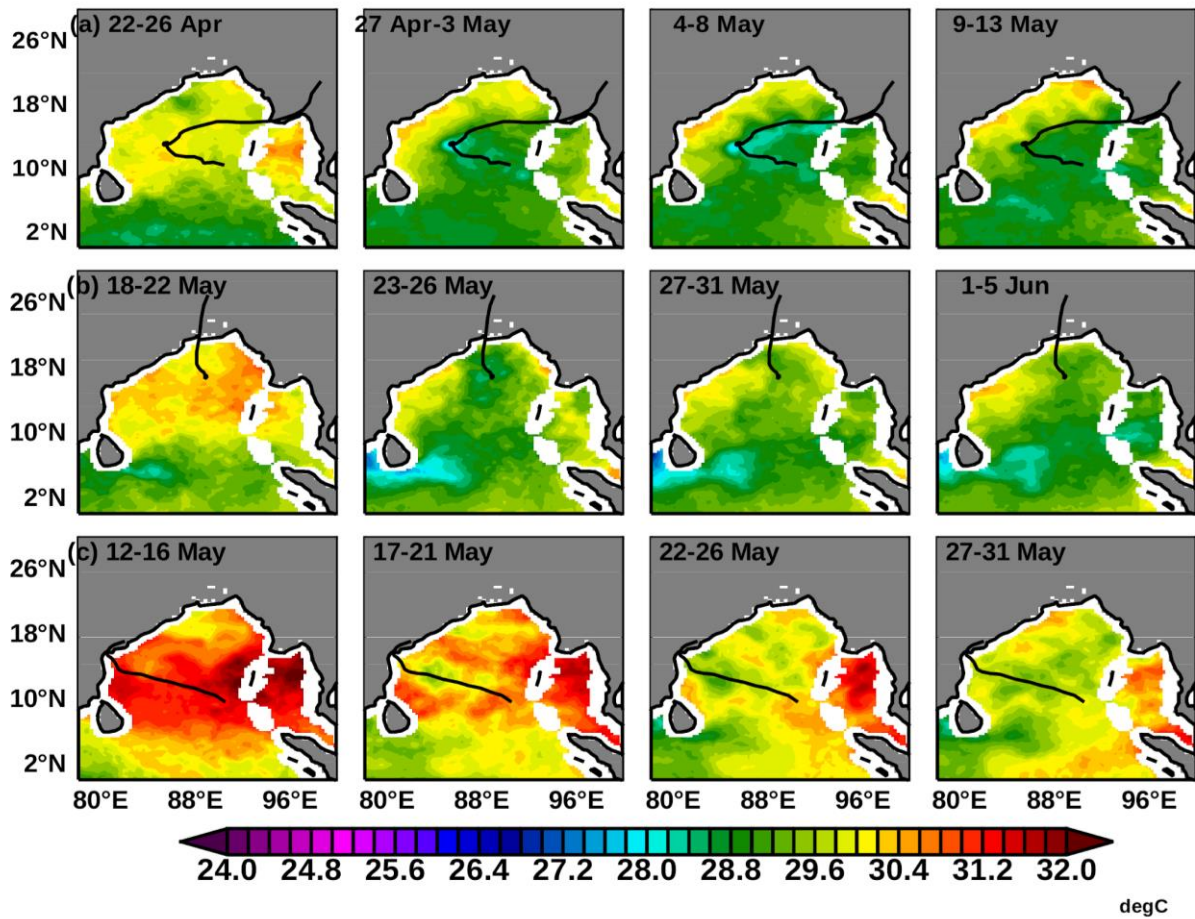 (a) 22-26 Apr 27 Apr-3 May 4-8 May 9-13 May
26°N
18°N
10°N
2°N
(b) 18-22 May 23-26 May 27-31 May 1-5 Jun
26°N
18°N
10°N
2°N
(c) 12-16 May 17-21 May 22-26 May 27-31 May
26°N
18°N
10°N
2°N
80°E 88°E 96°E 80°E 88°E 96°E 80°E 88°E 96°E 80°E 88°E 96°E
24.0 24.8 25.6 26.4 27.2 28.0 28.8 29.6 30.4 31.2 32.0
degC